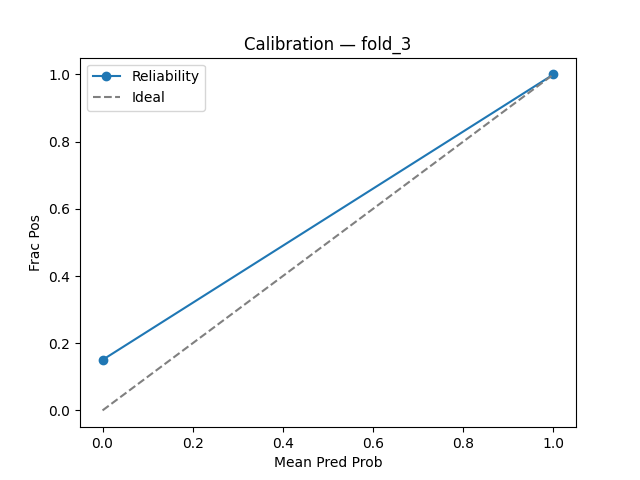 Calibration — fold_3
Reliability
Ideal
1.0
0.8
0.6
0.4
0.2
0.0
Frac Pos
0.0 0.2 0.4 0.6 0.8 1.0
Mean Pred Prob